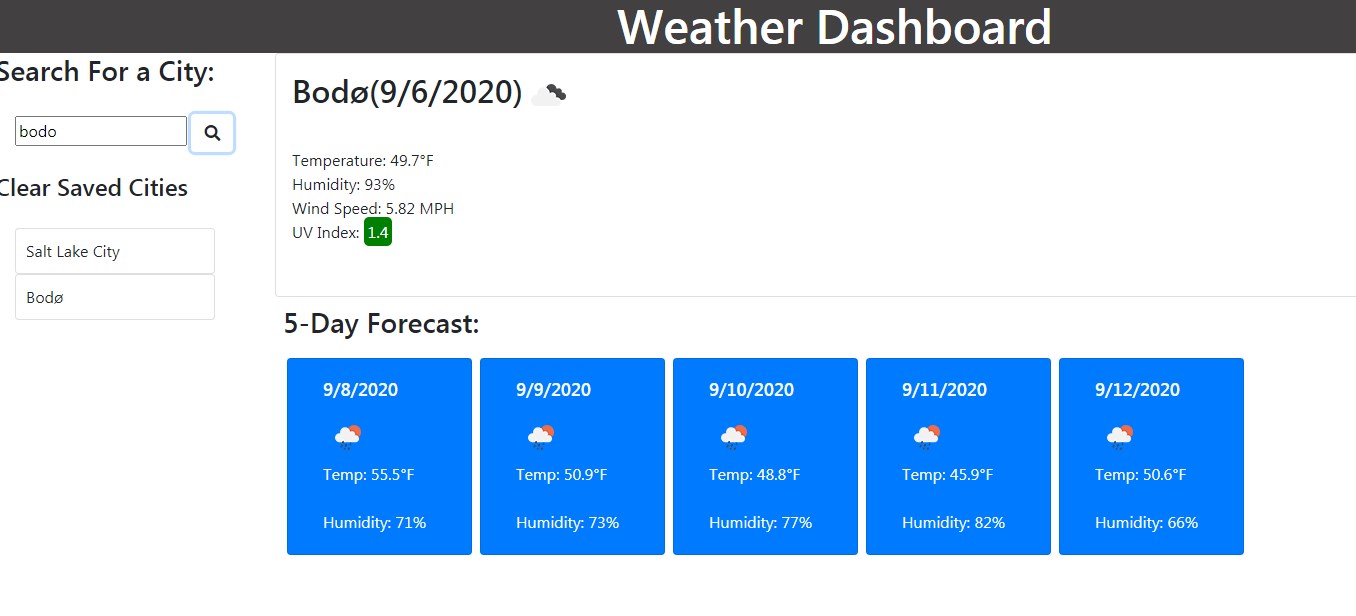 Weather Dashboard
Search For a City:
bodo
Clear Saved Cities
Salt Lake City
Bodø
Bodø(9/6/2020)
Temperature: 49.7°F
Humidity: 93%
Wind Speed: 5.82 MPH
UV Index: 1.4
5-Day Forecast:
9/8/2020
Temp: 55.5°F
Humidity: 71%
9/9/2020
Temp: 50.9°F
Humidity: 73%
9/10/2020
Temp: 48.8°F
Humidity: 77%
9/11/2020
Temp: 45.9°F
Humidity: 82%
9/12/2020
Temp: 50.6°F
Humidity: 66%